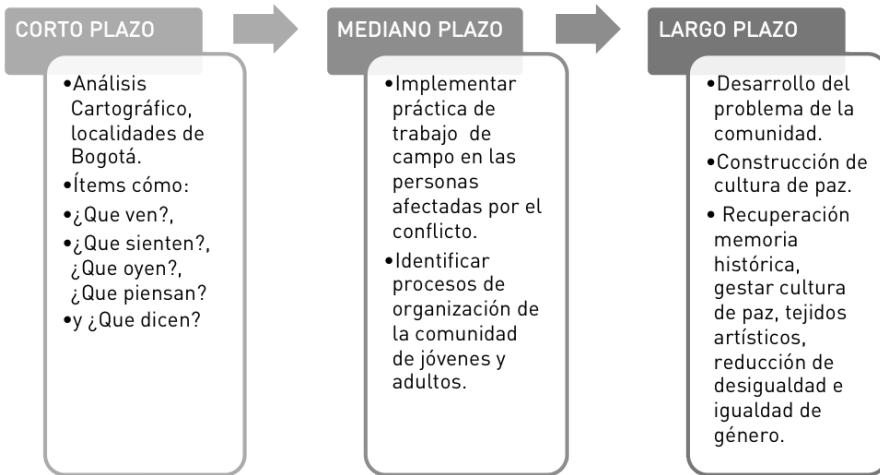 CORTO PLAZO
•Análisis
Cartográfico,
localidades de
Bogotá.
•Ítems cómo:
•¿Que ven?,
•¿Que sienten?,
¿Que oyen?,
¿Que piensan?
•y ¿Que dicen?
MEDIANO PLAZO
•Implementar
práctica de
trabajo de
campo en las
personas
afectadas por el
conflicto.
•Identificar
procesos de
organización de
la comunidad
de jóvenes y
adultos.
LARGO PLAZO
•Desarrollo del
problema de la
comunidad.
•Construcción de
cultura de paz.
• Recuperación
memoria
histórica,
gestar cultura
de paz, tejidos
artísticos,
reducción de
desigualdad e
igualdad de
género.